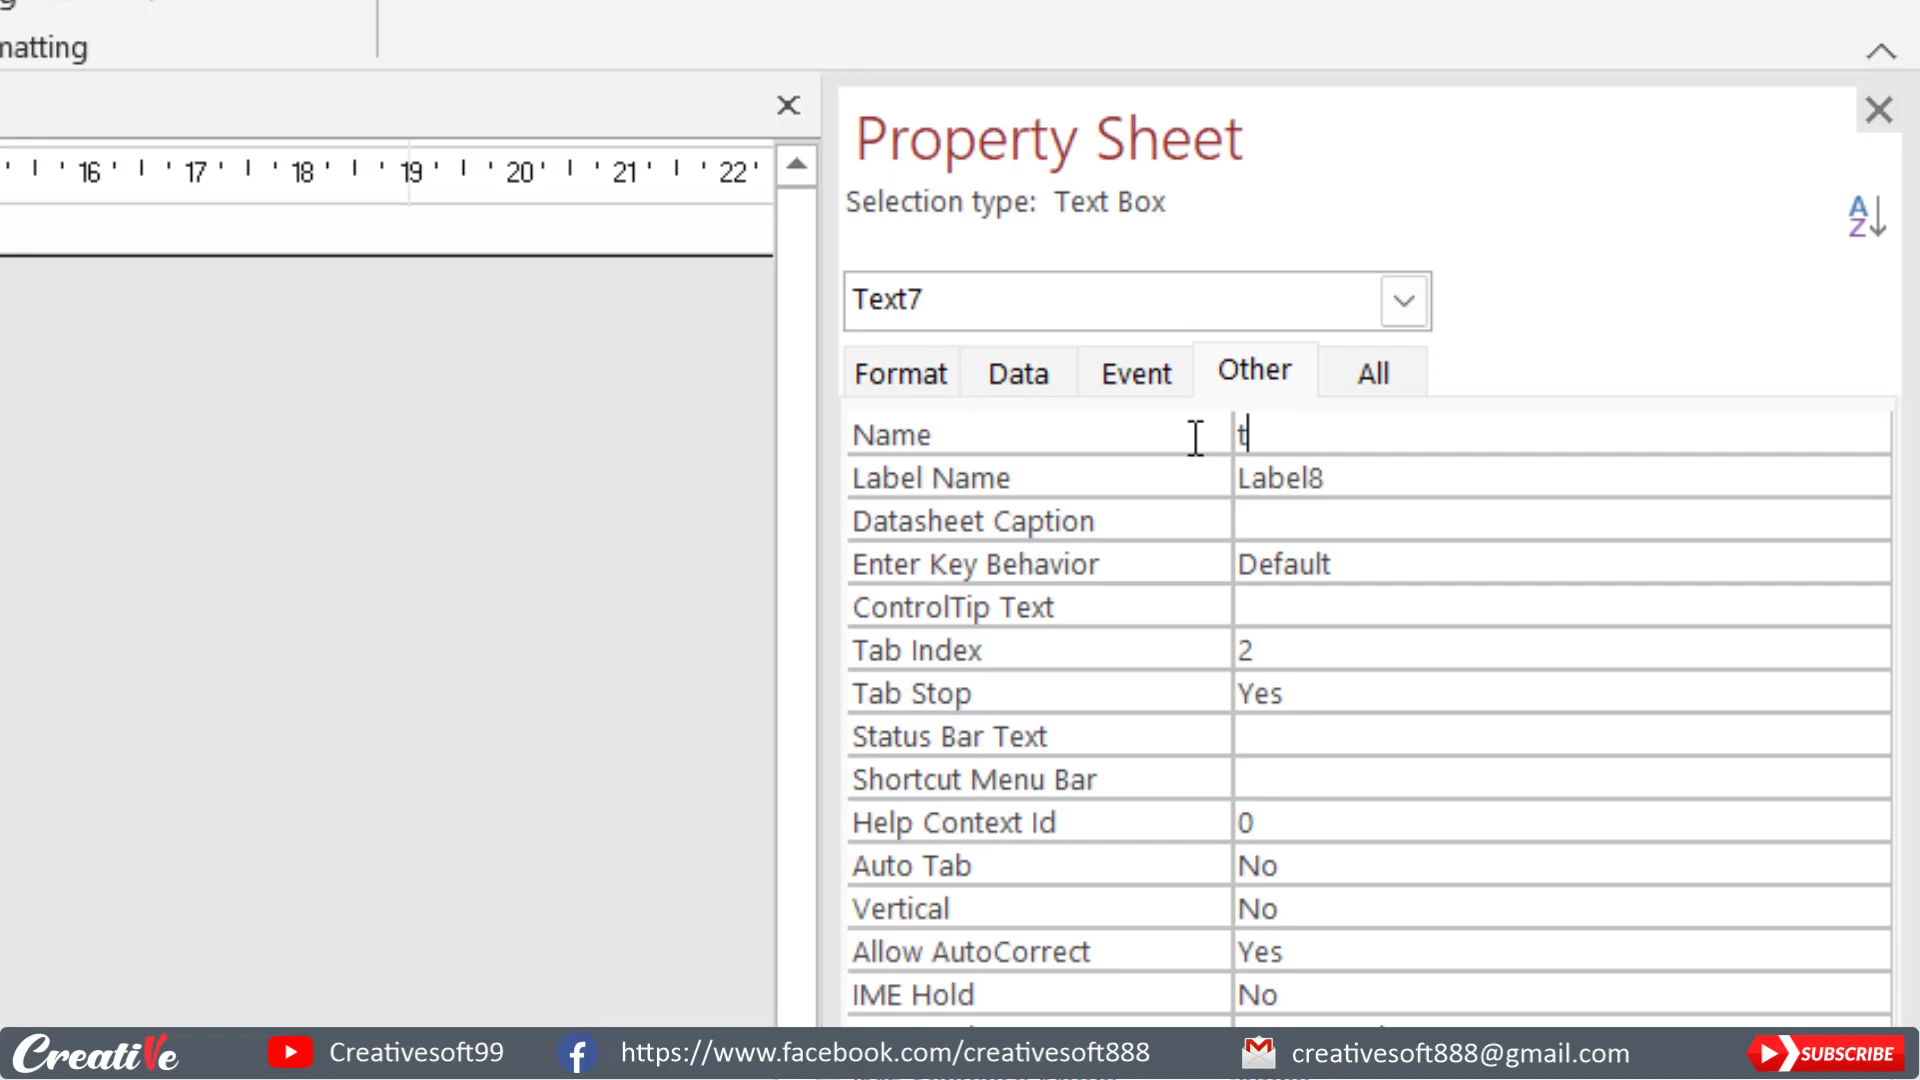 matting
16 17 18 19 20 21 22
Property Sheet
Selection type: Text Box
Text7
Format Data Event Other All
Name t
Label Name Label8
Datasheet Caption
Enter Key Behavior Default
ControlTip Text
Tab Index 2
Tab Stop Yes
Status Bar Text
Shortcut Menu Bar
Help Context Id 0
Auto Tab No
Vertical No
Allow AutoCorrect Yes
IME Hold No
Creative Creativesoft99 https://www.facebook.com/creativesoft888 creativesoft888@gmail.com SUBSCRIBE